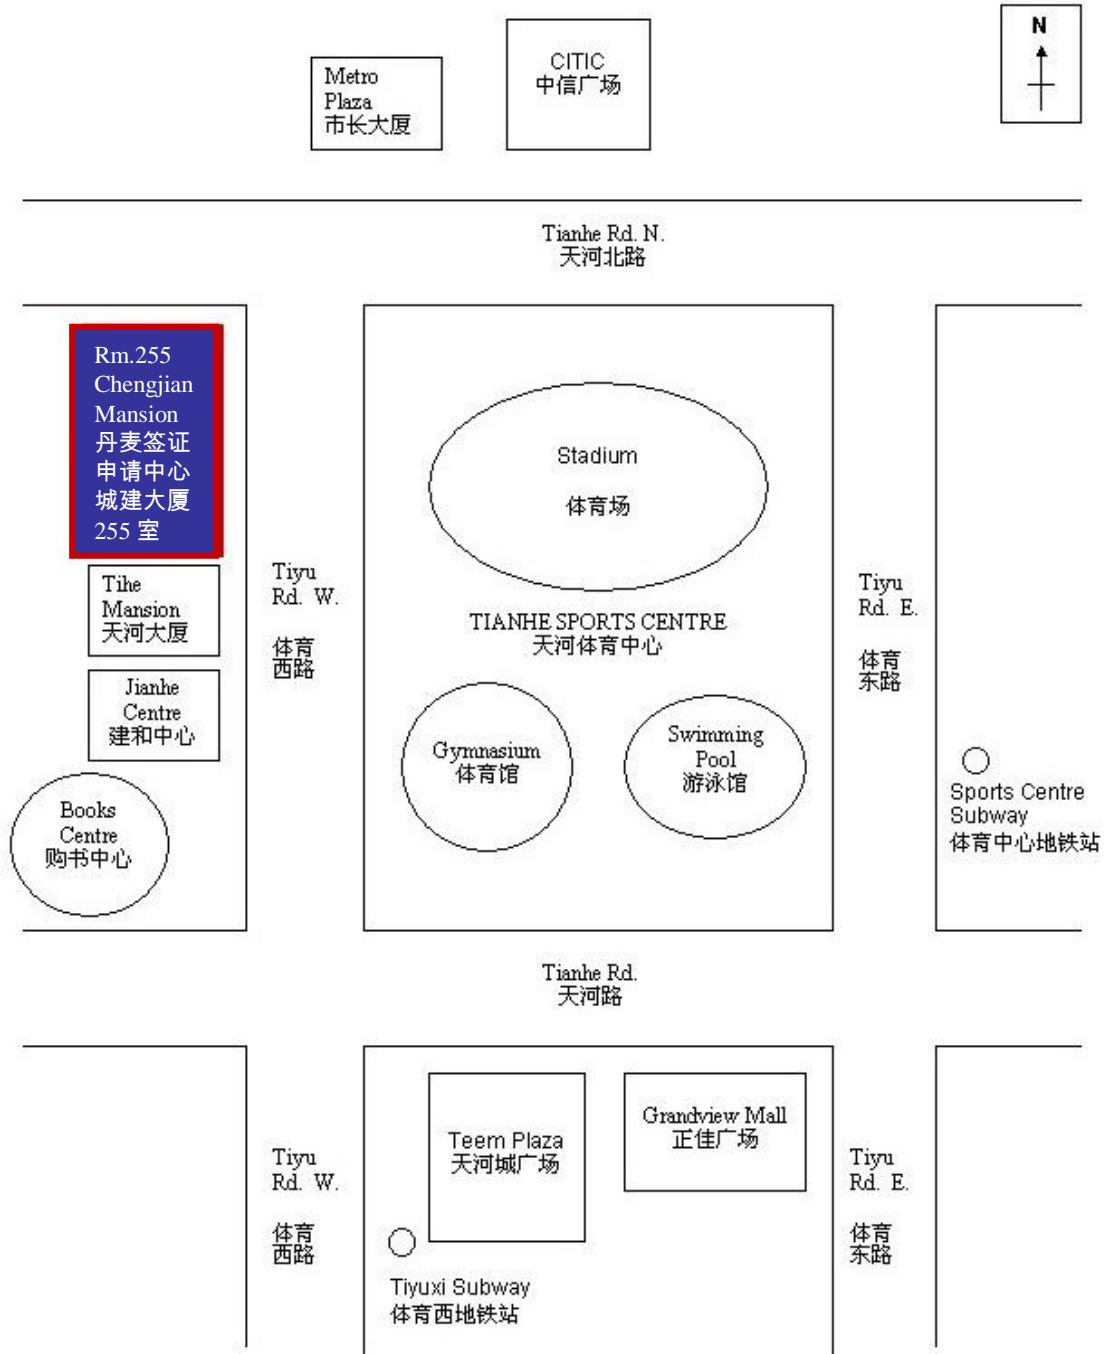 N
Metro
Plaza
市长大厦
CITIC
中信广场
Tianhe Rd. N.
天河北路
Rm.255
Chengjian
Mansion
丹麦签证
申请中心
城建大厦
255 室
Stadium
体育场
Tihe
Mansion
天河大厦
Tiyu
Rd. W.
体育
西路
TIANHE SPORTS CENTRE
天河体育中心
Tiyu
Rd. E.
体育
东路
Jianhe
Centre
建和中心
Gymnasium
体育馆
Swimming
Pool
游泳馆
Sports Centre
Subway
体育中心地铁站
Books
Centre
购书中心
Tianhe Rd.
天河路
Tiyu
Rd. W.
体育
西路
Teem Plaza
天河城广场
Grandview Mall
正佳广场
Tiyu
Rd. E.
体育
东路
Tiyuxi Subway
体育西地铁站